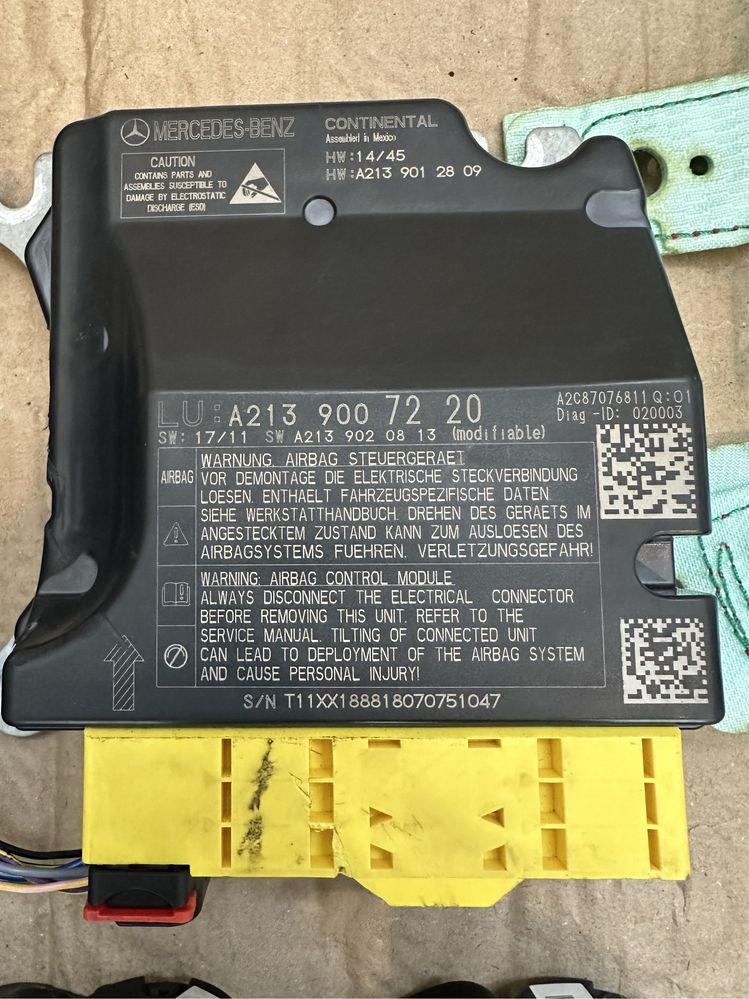 MERCEDES-BENZ
CONTINENTAL
Assembled in Mexico
HW:14/45
HW:A213 901 28 09
CAUTION
CONTAINS PARTS AND
ASSEMBLIES SUSCEPTIBLE TO
DAMAGE BY ELECTROSTATIC
DISCHARGE (ESD)
LU: A213 900 72 20
A2C87076811 Q:01
Diag -ID: 020003
SW: 17/11 SW A213 902 08 13 (modifiable)
AIRBAG
WARNUNG. AIRBAG STEUERGERAET
VOR DEMONTAGE DIE ELEKTRISCHE STECKVERBINDUNG
LOESEN. ENTHAELT FAHRZEUGSPEZIFISCHE DATEN
SIEHE WERKSTATTHANDBUCH. DREHEN DES GERAETS IM
ANGESTECKTEM ZUSTAND KANN ZUM AUSLOESEN DES
AIRBAGSYSTEMS FUEHREN. VERLETZUNGSGEFAHR!
WARNING: AIRBAG CONTROL MODULE
ALWAYS DISCONNECT THE ELECTRICAL CONNECTOR
BEFORE REMOVING THIS UNIT. REFER TO THE
SERVICE MANUAL. TILTING OF CONNECTED UNIT
CAN LEAD TO DEPLOYMENT OF THE AIRBAG SYSTEM
AND CAUSE PERSONAL INJURY!
S/N T11XX188818070751047